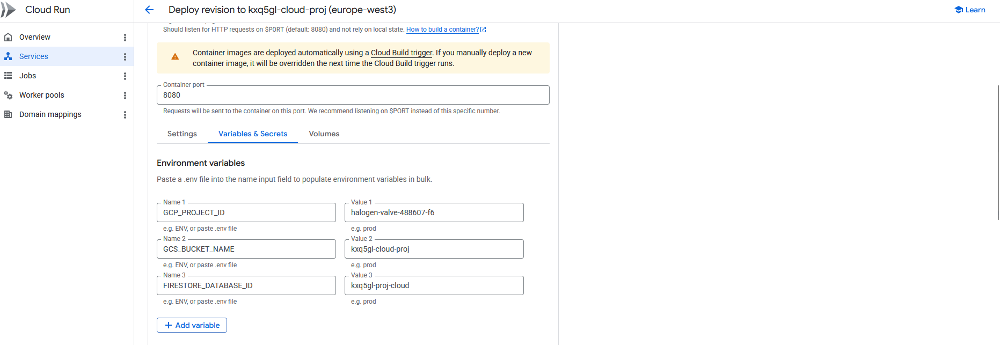 Cloud Run
Deploy revision to kxq5gl-cloud-proj (europe-west3)
Learn
Overview
Services
Jobs
Worker pools
Domain mappings
Should listen for HTTP requests on $PORT (default: 8080) and not rely on local state. How to build a container?
Container images are deployed automatically using a Cloud Build trigger. If you manually deploy a new
container image, it will be overridden the next time the Cloud Build trigger runs.
Container port
8080
Requests will be sent to the container on this port. We recommend listening on $PORT instead of this specific number.
Settings
Variables & Secrets
Volumes
Environment variables
Paste a .env file into the name input field to populate environment variables in bulk.
Name 1
GCP_PROJECT_ID
e.g. ENV, or paste .env file
Value 1
halogen-valve-488607-f6
e.g. prod
Name 2
GCS_BUCKET_NAME
e.g. ENV, or paste .env file
Value 2
kxq5gl-cloud-proj
e.g. prod
Name 3
FIRESTORE_DATABASE_ID
e.g. ENV, or paste .env file
Value 3
kxq5gl-proj-cloud
e.g. prod
Add variable